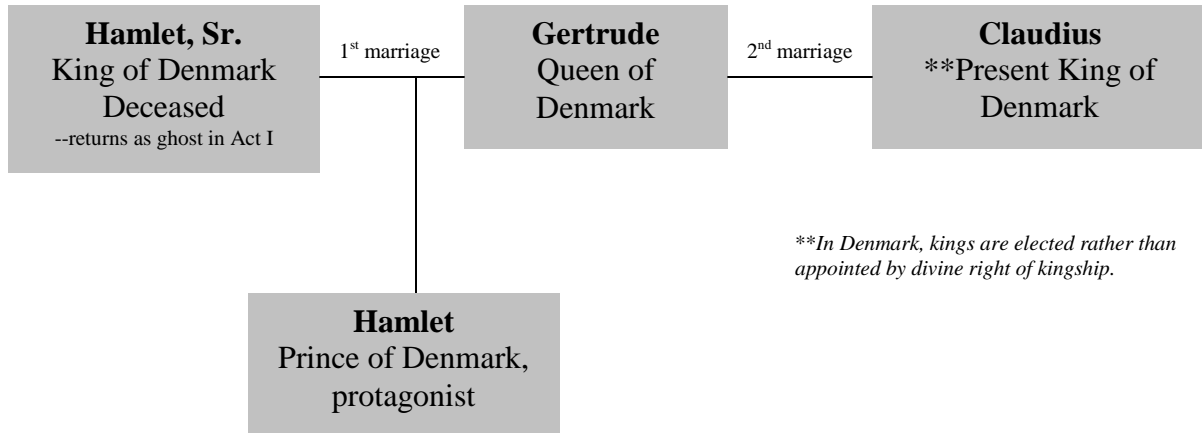 Hamlet, Sr.
King of Denmark
Deceased
--returns as ghost in Act I
1st marriage
Gertrude
Queen of
Denmark
2nd marriage
Claudius
**Present King of
Denmark
**In Denmark, kings are elected rather than
appointed by divine right of kingship.
Hamlet
Prince of Denmark,
protagonist